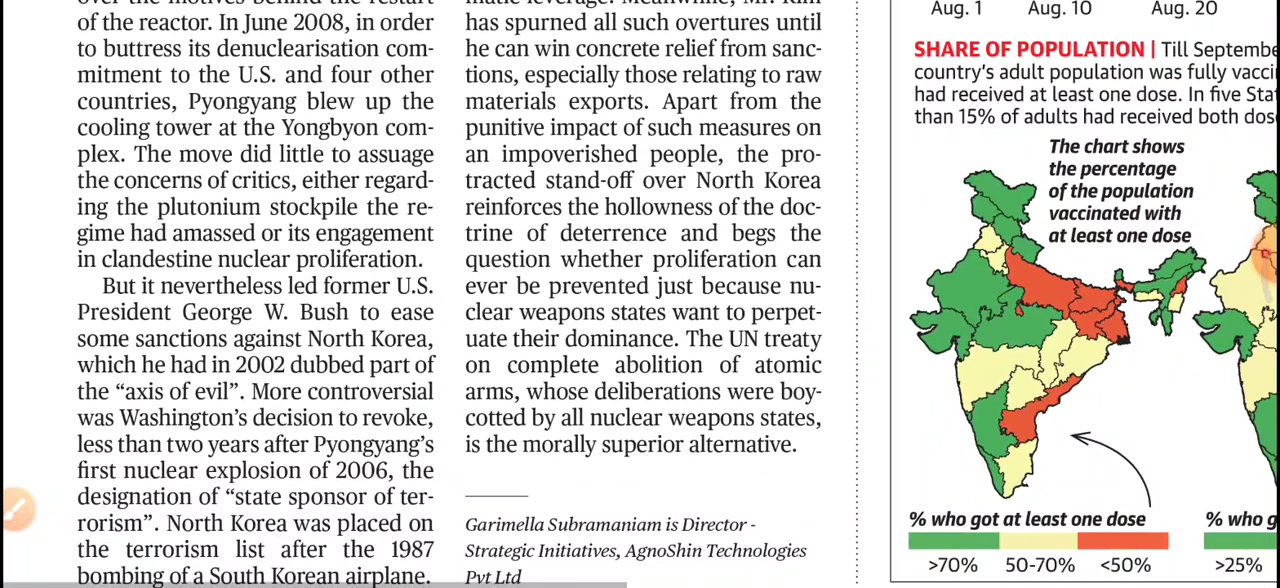 of the reactor. In June 2008, in order
to buttress its denuclearisation com-
mitment to the U.S. and four other
countries, Pyongyang blew up the
cooling tower at the Yongbyon com-
plex. The move did little to assuage
the concerns of critics, either regard-
ing the plutonium stockpile the re-
gime had amassed or its engagement
in clandestine nuclear proliferation.
But it nevertheless led former U.S.
President George W. Bush to ease
some sanctions against North Korea,
which he had in 2002 dubbed part of
the “axis of evil”. More controversial
was Washington’s decision to revoke,
less than two years after Pyongyang’s
first nuclear explosion of 2006, the
designation of “state sponsor of ter-
rorism”. North Korea was placed on
the terrorism list after the 1987
bombing of a South Korean airplane.
has spurned all such overtures until
he can win concrete relief from sanc-
tions, especially those relating to raw
materials exports. Apart from the
punitive impact of such measures on
an impoverished people, the pro-
tracted stand-off over North Korea
reinforces the hollowness of the doc-
trine of deterrence and begs the
question whether proliferation can
ever be prevented just because nu-
clear weapons states want to perpet-
uate their dominance. The UN treaty
on complete abolition of atomic
arms, whose deliberations were boy-
cotted by all nuclear weapons states,
is the morally superior alternative.
Garimella Subramaniam is Director -
Strategic Initiatives, AgnoShin Technologies
Pvt Ltd
Aug. 1 Aug. 10 Aug. 20
SHARE OF POPULATION | Till Septembe
country’s adult population was fully vacci
had received at least one dose. In five Sta
than 15% of adults had received both dos
The chart shows
the percentage
of the population
vaccinated with
at least one dose
% who got at least one dose
>70% 50-70% <50%
% who g
>25%